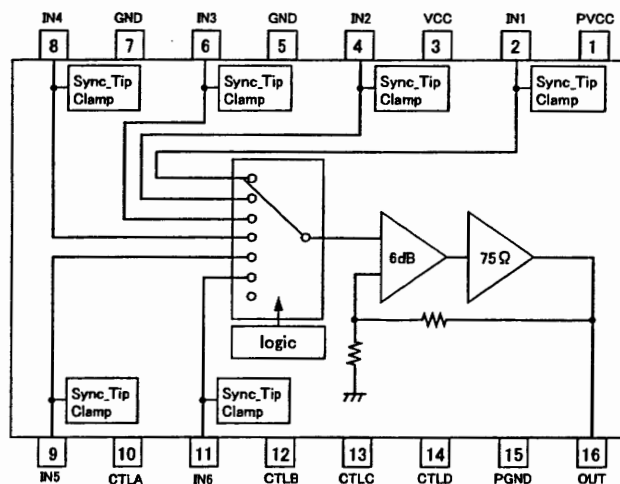 IN4 GND IN3 GND IN2 VCC IN1 PVCC
8 7 6 5 4 3 2 1
Sync_Tip
Clamp
Sync_Tip
Clamp
Sync_Tip
Clamp
Sync_Tip
Clamp
6dB
75Ω
logic
Sync_Tip
Clamp
Sync_Tip
Clamp
9 10 11 12 13 14 15 16
IN5 CTLA IN6 CTLB CTLC CTLD PGND OUT